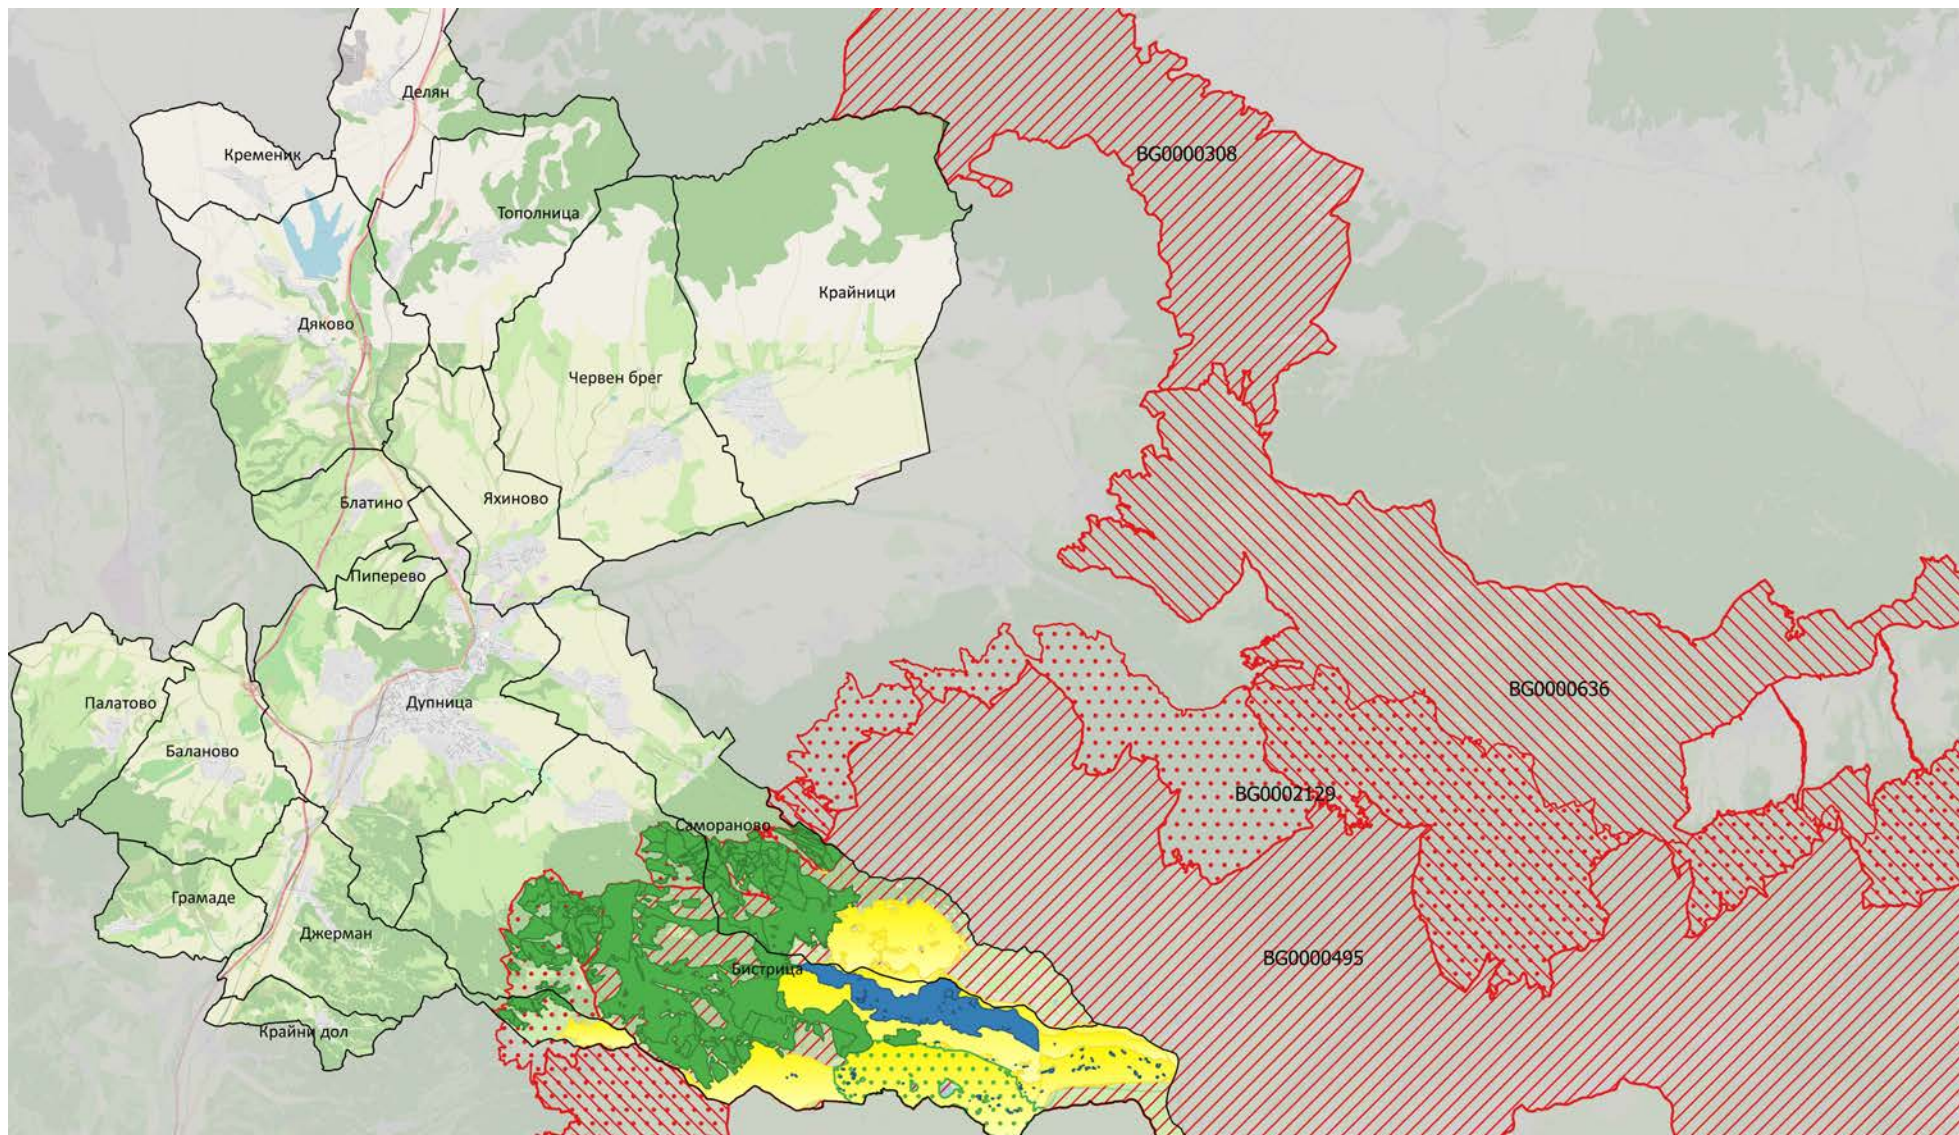 Делян
Кременик
BG0000308
Тополница
Крайници
Дяково
Червен брег
Блатино
Яхиново
Пиперево
BG0000636
Палатово
Дупница
Баланово
BG0002129
Самораново
Грамаде
Джерман
BG0000495
Бистрица
Крайни дол